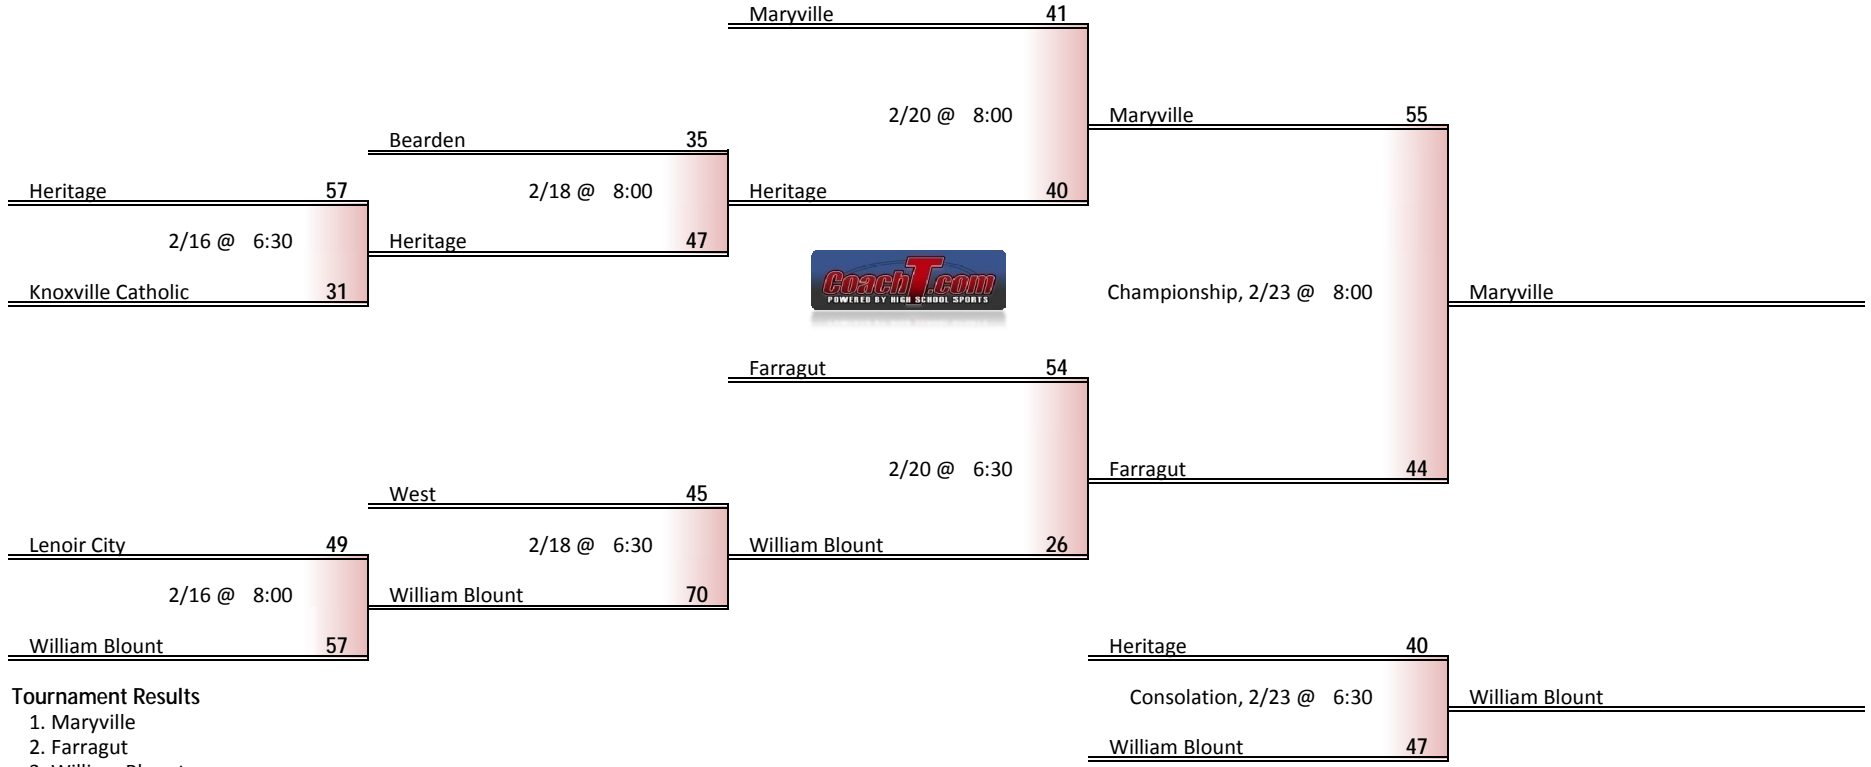 Maryville 41
2/20 @ 8:00
Maryville 55
Bearden 35
Heritage 57
2/18 @ 8:00
Heritage 40
2/16 @ 6:30
Heritage 47
CoachT.com
POWERED BY HIGH SCHOOL SPORTS
Knoxville Catholic 31
Championship, 2/23 @ 8:00
Maryville
Farragut 54
2/20 @ 6:30
Farragut 44
West 45
Lenoir City 49
2/18 @ 6:30
William Blount 26
2/16 @ 8:00
William Blount 70
William Blount 57
Heritage 40
Tournament Results
Consolation, 2/23 @ 6:30
William Blount
1. Maryville
2. Farragut
William Blount 47
3. William Blount